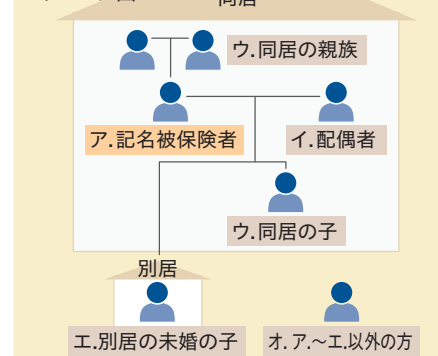 同居
ウ.同居の親族
ア.記名被保険者
イ.配偶者
ウ.同居の子
別居
エ.別居の未婚の子
オ.ア.〜エ.以外の方